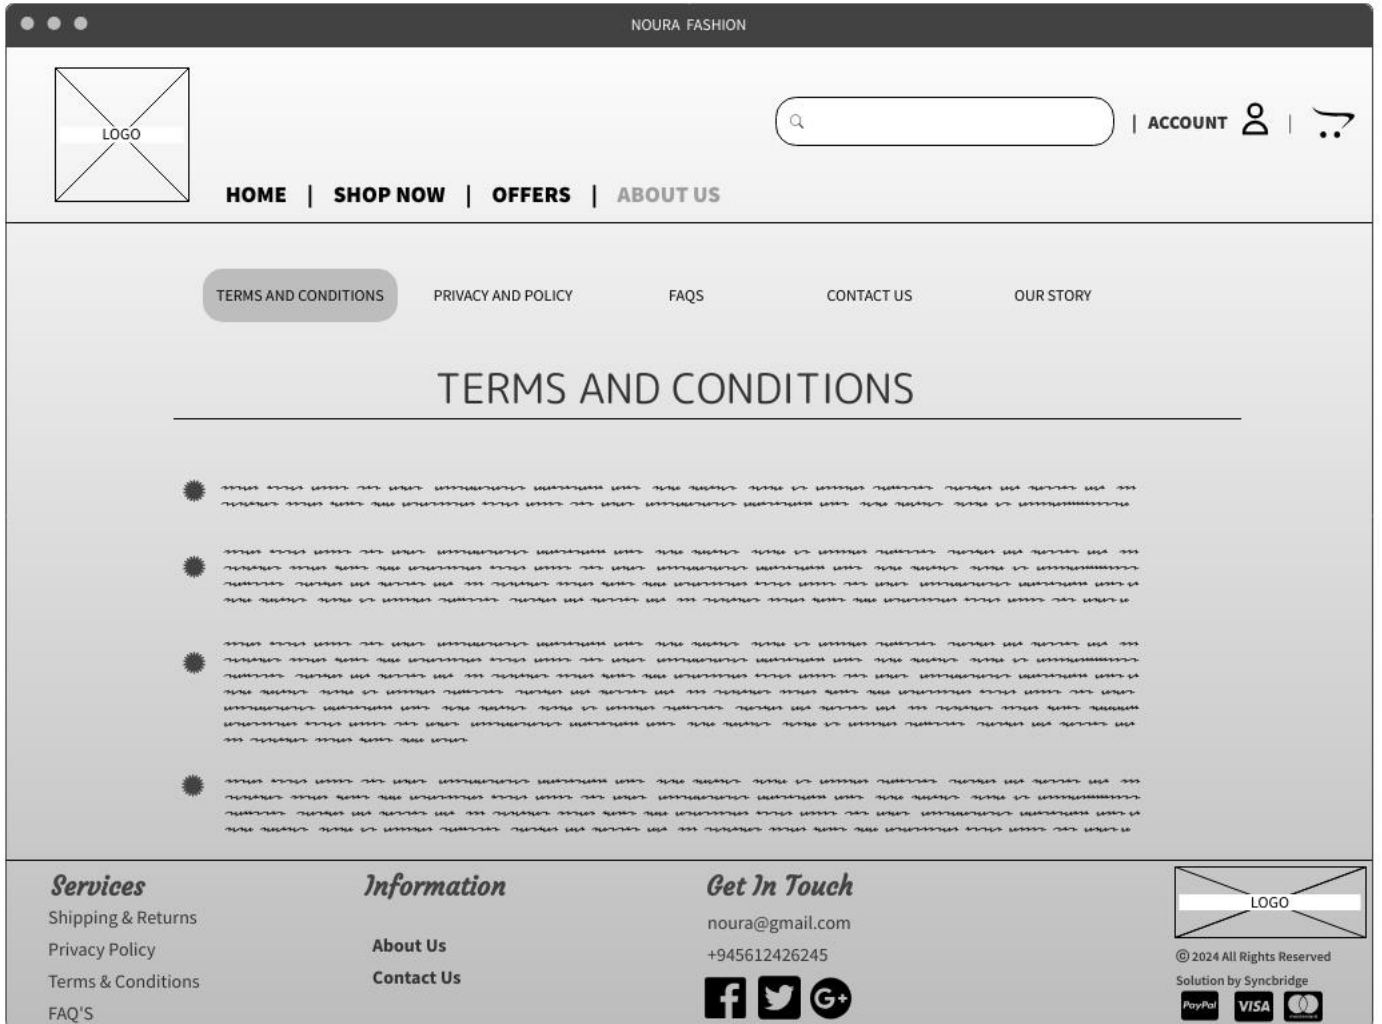 NOURA FASHION
LOGO
| ACCOUNT |
HOME | SHOP NOW | OFFERS | ABOUT US
TERMS AND CONDITIONS PRIVACY AND POLICY FAQS CONTACT US OUR STORY
TERMS AND CONDITIONS
Services
Shipping & Returns
Privacy Policy
Terms & Conditions
FAQ'S
Information
About Us
Contact Us
Get In Touch
noura@gmail.com
+945612426245
LOGO
© 2024 All Rights Reserved
Solution by Syncbridge
PayPal VISA mastercard